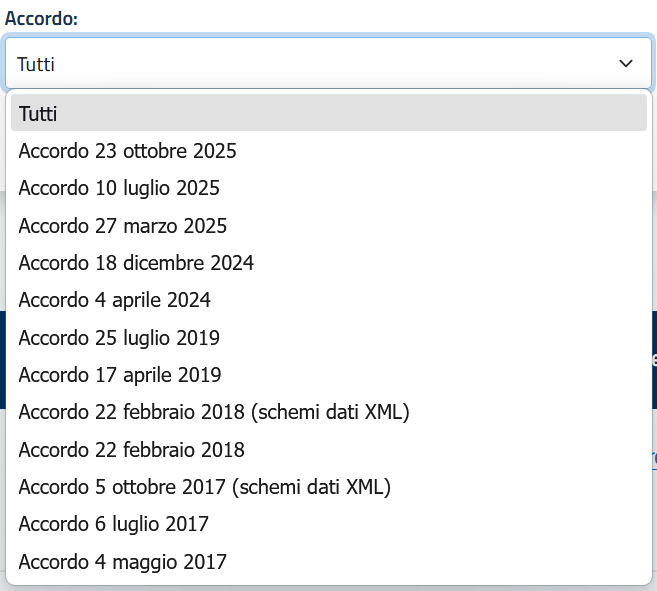 Accordo:
Tutti
Tutti
Accordo 23 ottobre 2025
Accordo 10 luglio 2025
Accordo 27 marzo 2025
Accordo 18 dicembre 2024
Accordo 4 aprile 2024
Accordo 25 luglio 2019
Accordo 17 aprile 2019
Accordo 22 febbraio 2018 (schemi dati XML)
Accordo 22 febbraio 2018
Accordo 5 ottobre 2017 (schemi dati XML)
Accordo 6 luglio 2017
Accordo 4 maggio 2017